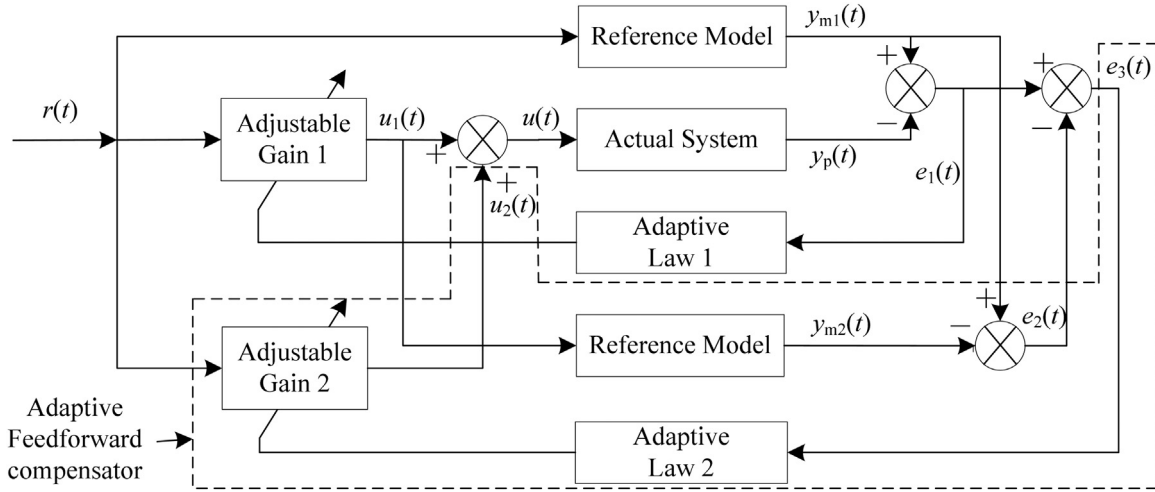 y_m1(t)
Reference Model
+
+
e_3(t)
r(t)
Adjustable
Gain 1
u_1(t)
u(t)
Actual System
−
−
+
y_p(t)
e_1(t)
+
u_2(t)
Adaptive
Law 1
+
Adjustable
Gain 2
Reference Model
y_m2(t)
−
e_2(t)
Adaptive
Feedforward
compensator
Adaptive
Law 2